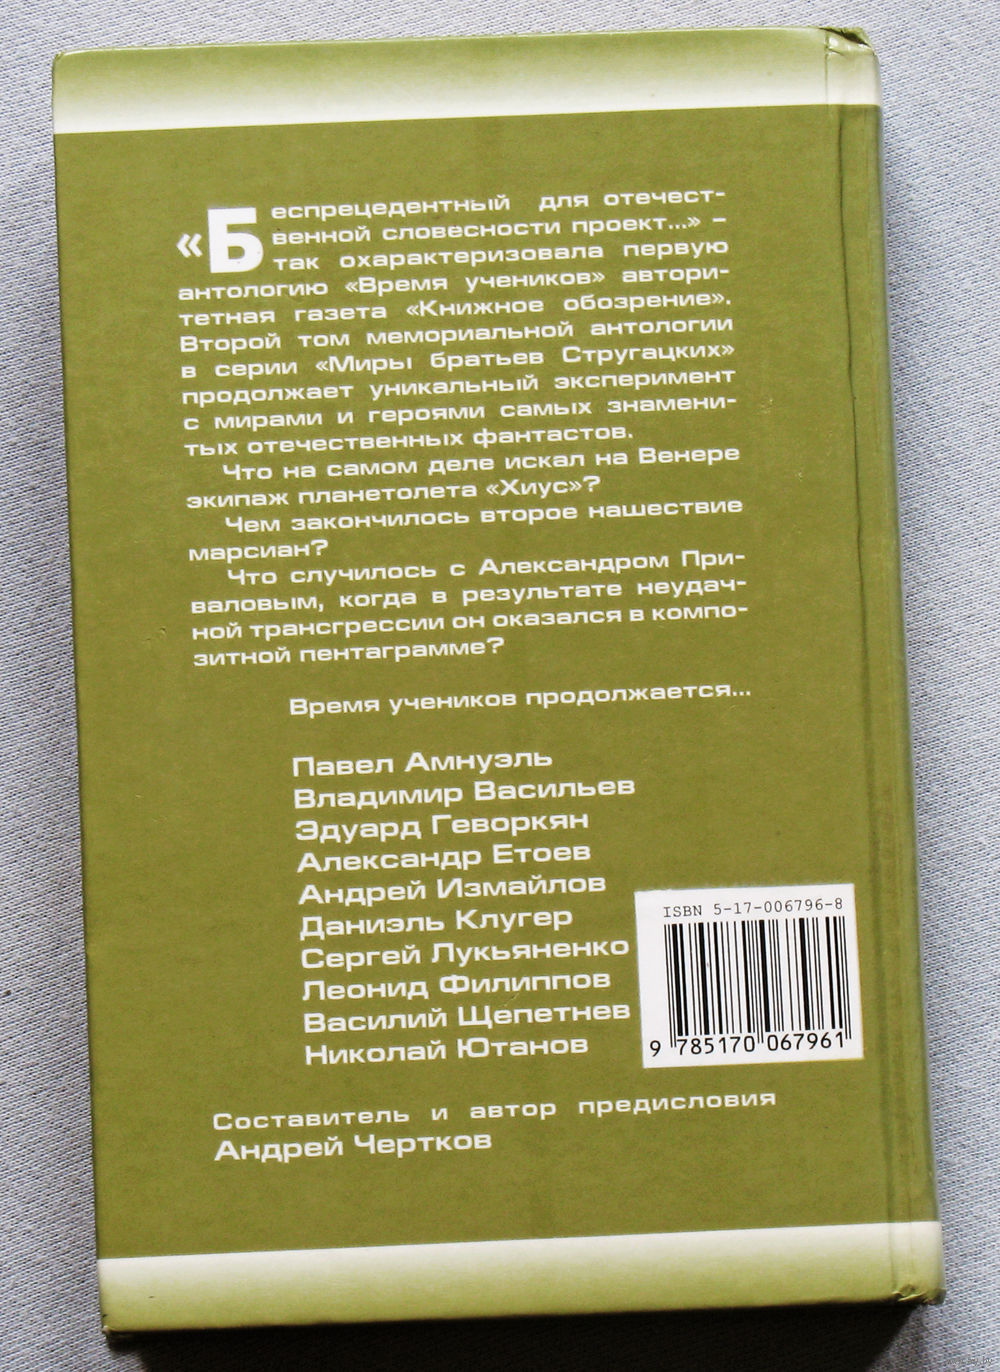 «Беспрецедентный для отечест-
венной словесности проект...» –
так охарактеризовала первую
антологию «Время учеников» автори-
тетная газета «Книжное обозрение».
Второй том мемориальной антологии
в серии «Миры братьев Стругацких»
продолжает уникальный эксперимент
с мирами и героями самых знамени-
тых отечественных фантастов.
Что на самом деле искал на Венере
экипаж планетолета «Хиус»?
Чем закончилось второе нашествие
марсиан?
Что случилось с Александром При-
валовым, когда в результате неудач-
ной трансгрессии он оказался в компо-
зитной пентаграмме?
Время учеников продолжается...
Павел Амнуэль
Владимир Васильев
Эдуард Геворкян
Александр Етоев
Андрей Измайлов
Даниэль Клугер
Сергей Лукьяненко
Леонид Филиппов
Василий Щепетнев
Николай Ютанов
ISBN 5-17-006796-8
9 785170 067961
Составитель и автор предисловия
Андрей Чертков